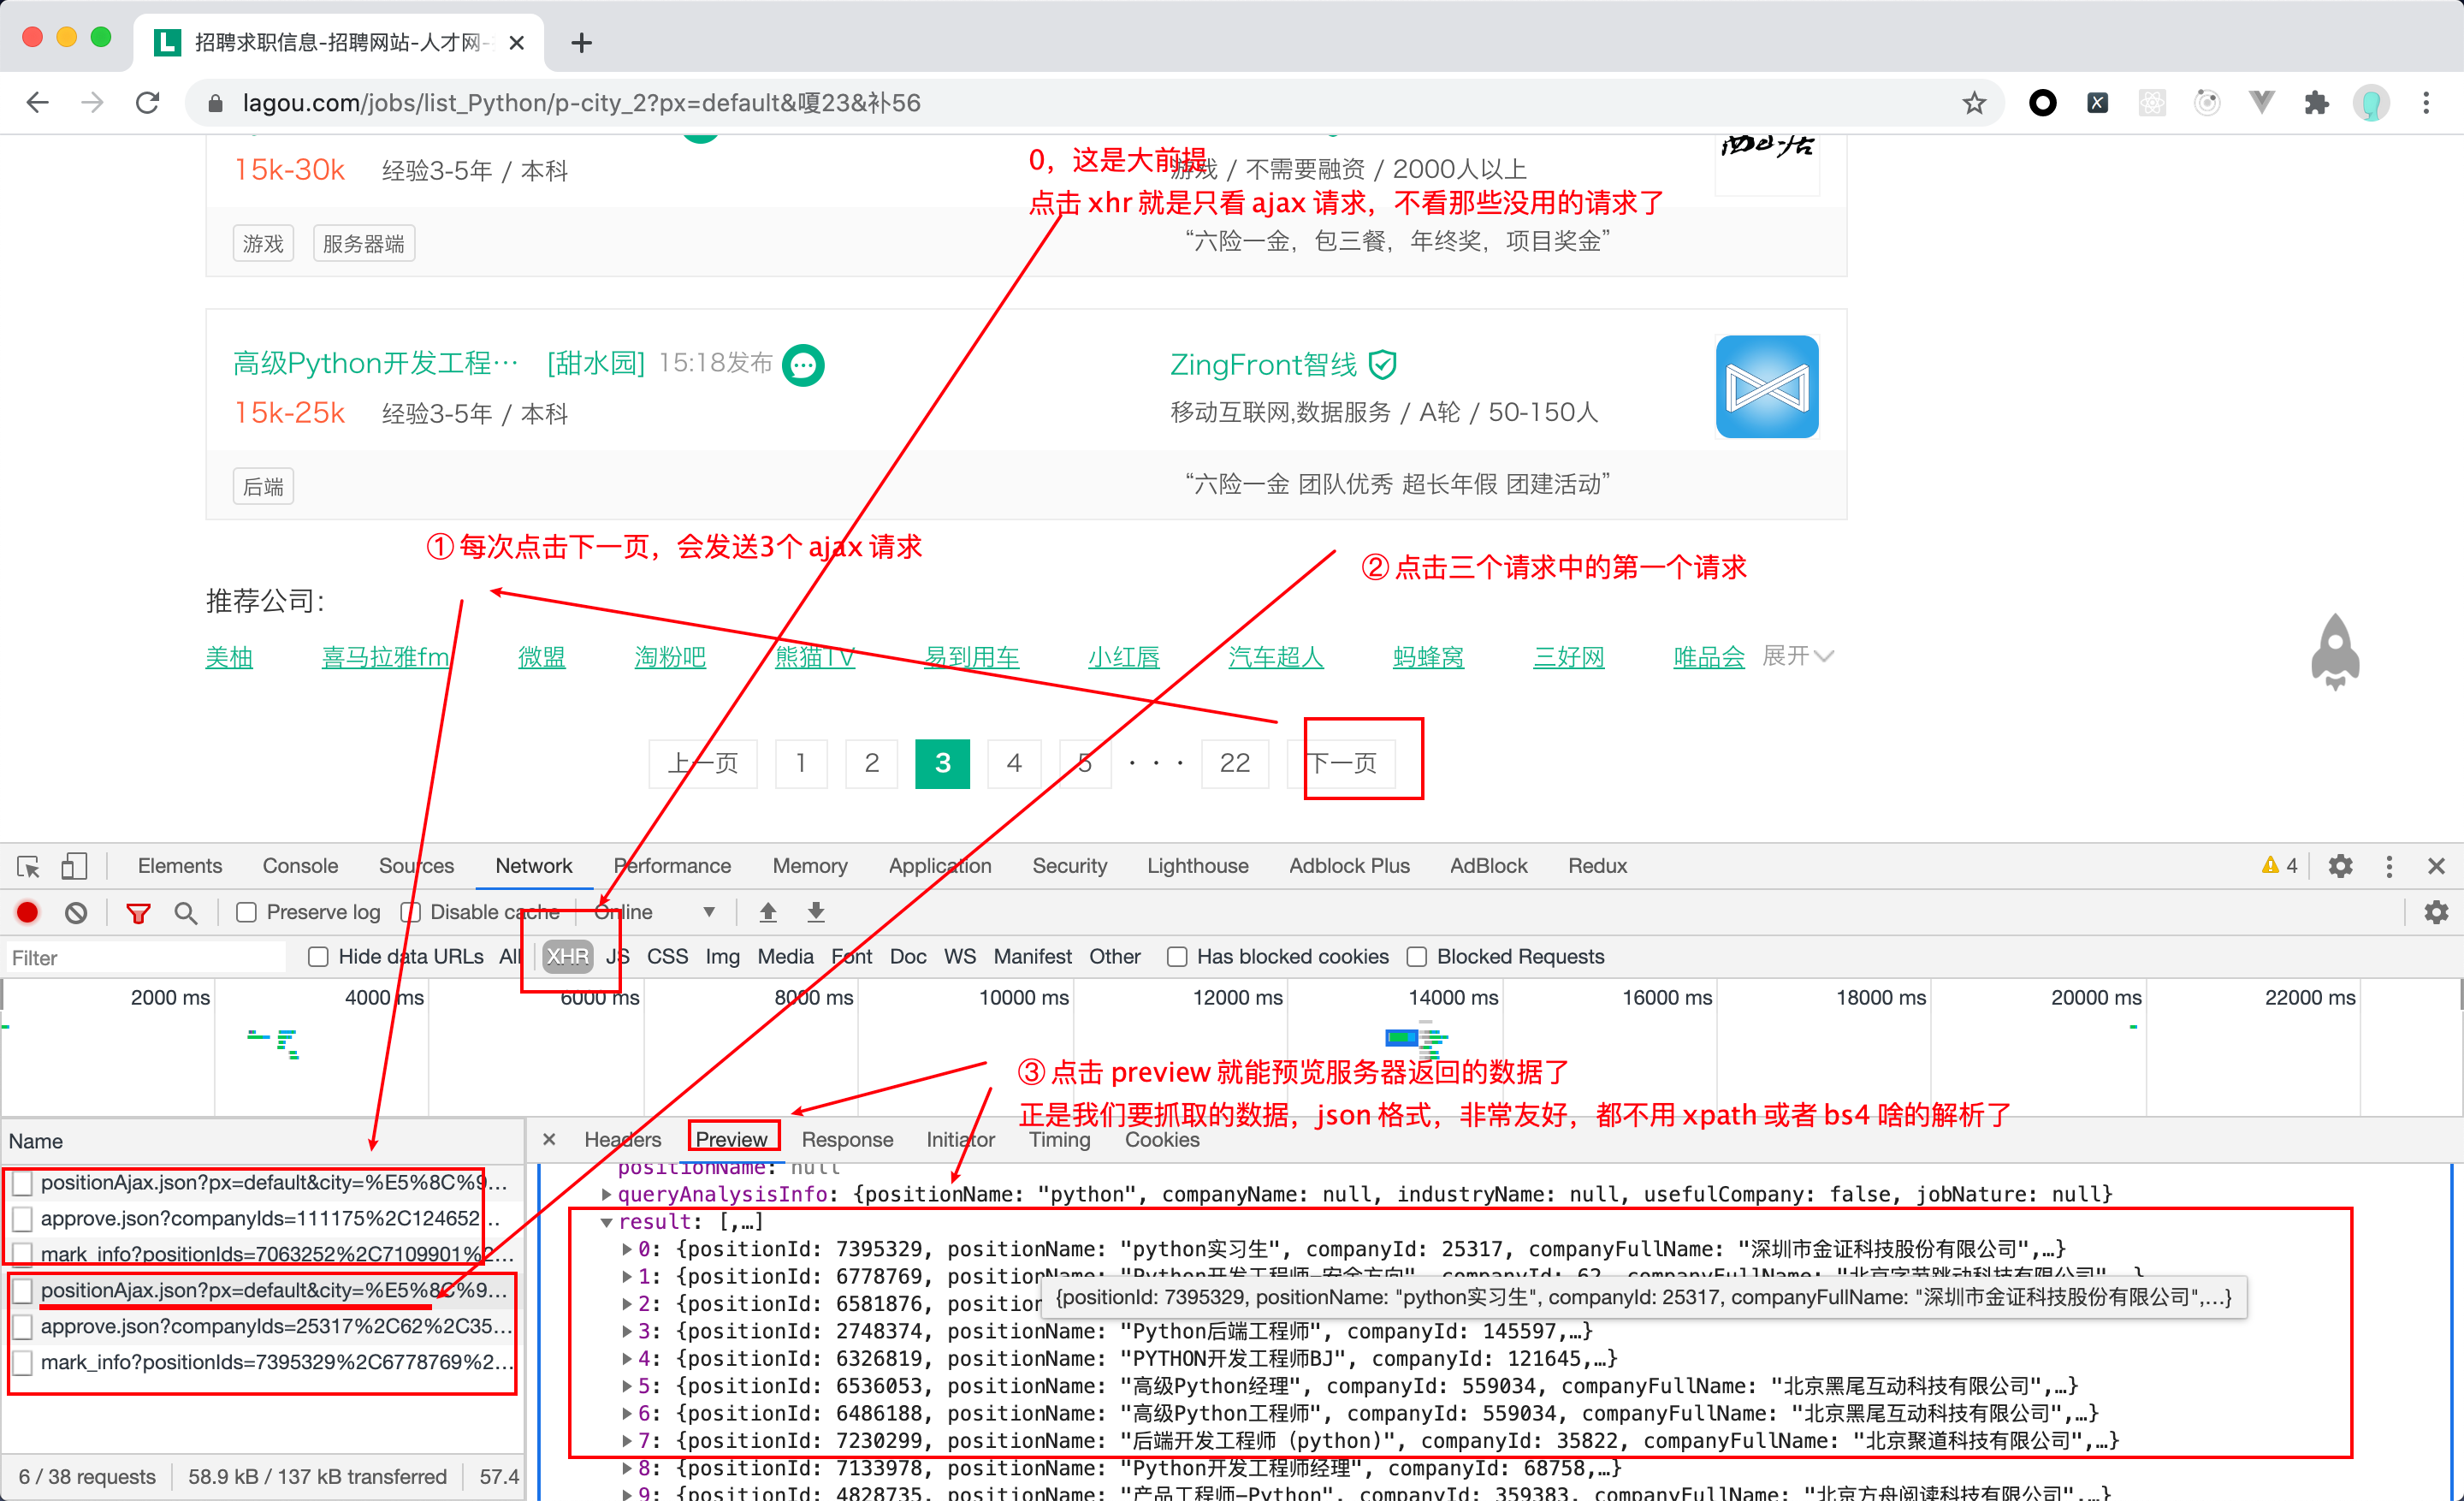 招聘求职信息-招聘网站-人才网-
lagou.com/jobs/list_Python/p-city_2?px=default&嗄23&补56
0，这是大前提
15k-30k 经验3-5年 / 本科
游戏 / 不需要融资 / 2000人以上
点击 xhr 就是只看 ajax 请求，不看那些没用的请求了
游戏 服务器端
“六险一金，包三餐，年终奖，项目奖金”
高级Python开发工程… [甜水园] 15:18发布
ZingFront智线
15k-25k 经验3-5年 / 本科
移动互联网,数据服务 / A轮 / 50-150人
后端
“六险一金 团队优秀 超长年假 团建活动”
① 每次点击下一页，会发送3个 ajax 请求
② 点击三个请求中的第一个请求
推荐公司：
美柚 喜马拉雅fm 微盟 淘粉吧 熊猫TV 易到用车 小红唇 汽车超人 蚂蜂窝 三好网 唯品会 展开
上一页 1 2 3 4 5 · · · 22 下一页
Elements Console Sources Network Performance Memory Application Security Lighthouse Adblock Plus AdBlock Redux 4
Preserve log Disable cache Online
Filter Hide data URLs All XHR JS CSS Img Media Font Doc WS Manifest Other Has blocked cookies Blocked Requests
2000 ms 4000 ms 6000 ms 8000 ms 10000 ms 12000 ms 14000 ms 16000 ms 18000 ms 20000 ms 22000 ms
③ 点击 preview 就能预览服务器返回的数据了
正是我们要抓取的数据，json 格式，非常友好，都不用 xpath 或者 bs4 啥的解析了
Name
Headers Preview Response Initiator Timing Cookies
positionAjax.json?px=default&city=%E5%8C%9…
approve.json?companyIds=111175%2C124652…
mark_info?positionIds=7063252%2C7109901%2…
positionAjax.json?px=default&city=%E5%8C%9…
approve.json?companyIds=25317%2C62%2C35…
mark_info?positionIds=7395329%2C6778769%2…
6 / 38 requests 58.9 kB / 137 kB transferred 57.4
positionName: null
queryAnalysisInfo: {positionName: "python", companyName: null, industryName: null, usefulCompany: false, jobNature: null}
result: [,…]
0: {positionId: 7395329, positionName: "python实习生", companyId: 25317, companyFullName: "深圳市金证科技股份有限公司",…}
1: {positionId: 6778769, positionName: "Python开发工程师-安全方向", companyId: 62, companyFullName: "北京字节跳动科技有限公司",…}
{positionId: 7395329, positionName: "python实习生", companyId: 25317, companyFullName: "深圳市金证科技股份有限公司",…}
2: {positionId: 6581876, position
3: {positionId: 2748374, positionName: "Python后端工程师", companyId: 145597,…}
4: {positionId: 6326819, positionName: "PYTHON开发工程师BJ", companyId: 121645,…}
5: {positionId: 6536053, positionName: "高级Python经理", companyId: 559034, companyFullName: "北京黑尾互动科技有限公司",…}
6: {positionId: 6486188, positionName: "高级Python工程师", companyId: 559034, companyFullName: "北京黑尾互动科技有限公司",…}
7: {positionId: 7230299, positionName: "后端开发工程师（python)", companyId: 35822, companyFullName: "北京聚道科技有限公司",…}
8: {positionId: 7133978, positionName: "Python开发工程师经理", companyId: 68758,…}
9: {positionId: 4828735, positionName: "产品工程师-Python", companyId: 359383, companyFullName: "北京方舟阅读科技有限公司",…}